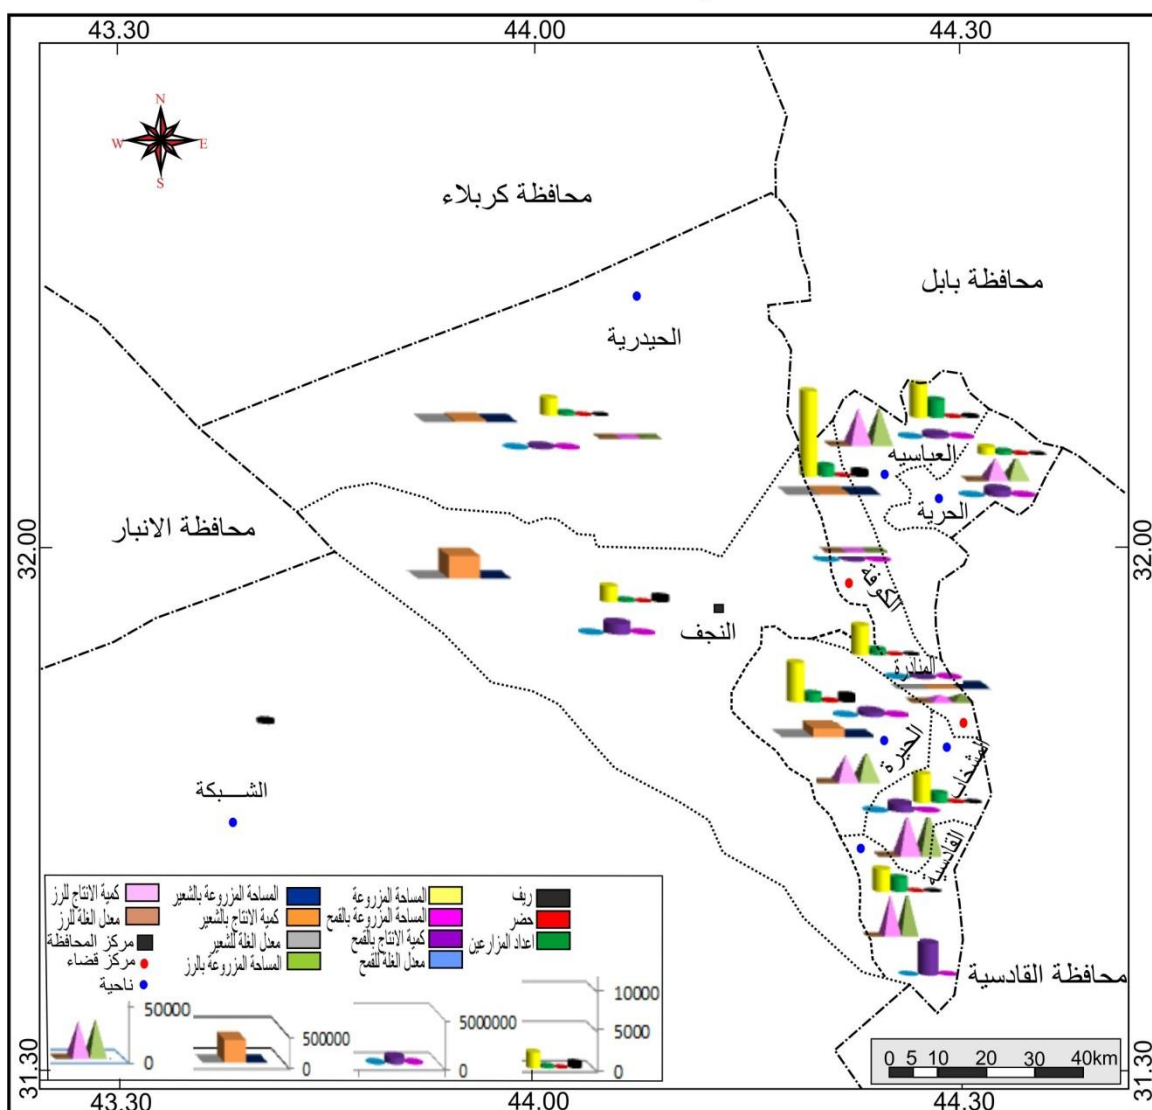 43.30
44.00
44.30
N
W
E
S
محافظة كربلاء
محافظة بابل
الحيدرية
العباسيه
الحرية
محافظة الانبار
32.00
32.00
الكوفة
النجف
المناذرة
الحيرة
المشخاب
الشـــبكة
القادسية
محافظة القادسية
كمية الانتاج للرز
المساحة المزروعة بالشعير
المساحة المزروعة
ريف
معدل الغلة للرز
كمية الانتاج بالشعير
المساحة المزروعة بالقمح
حضر
مركز المحافظة
معدل الغلة للشعير
كمية الانتاج بالقمح
اعداد المزارعين
مركز قضاء
المساحة المزروعة بالرز
معدل الغلة للقمح
ناحية
50000
0
500000
0
5000000
0
10000
5000
0
0 5 10 20 30 40km
31.30
31.30
43.30
44.00
44.30